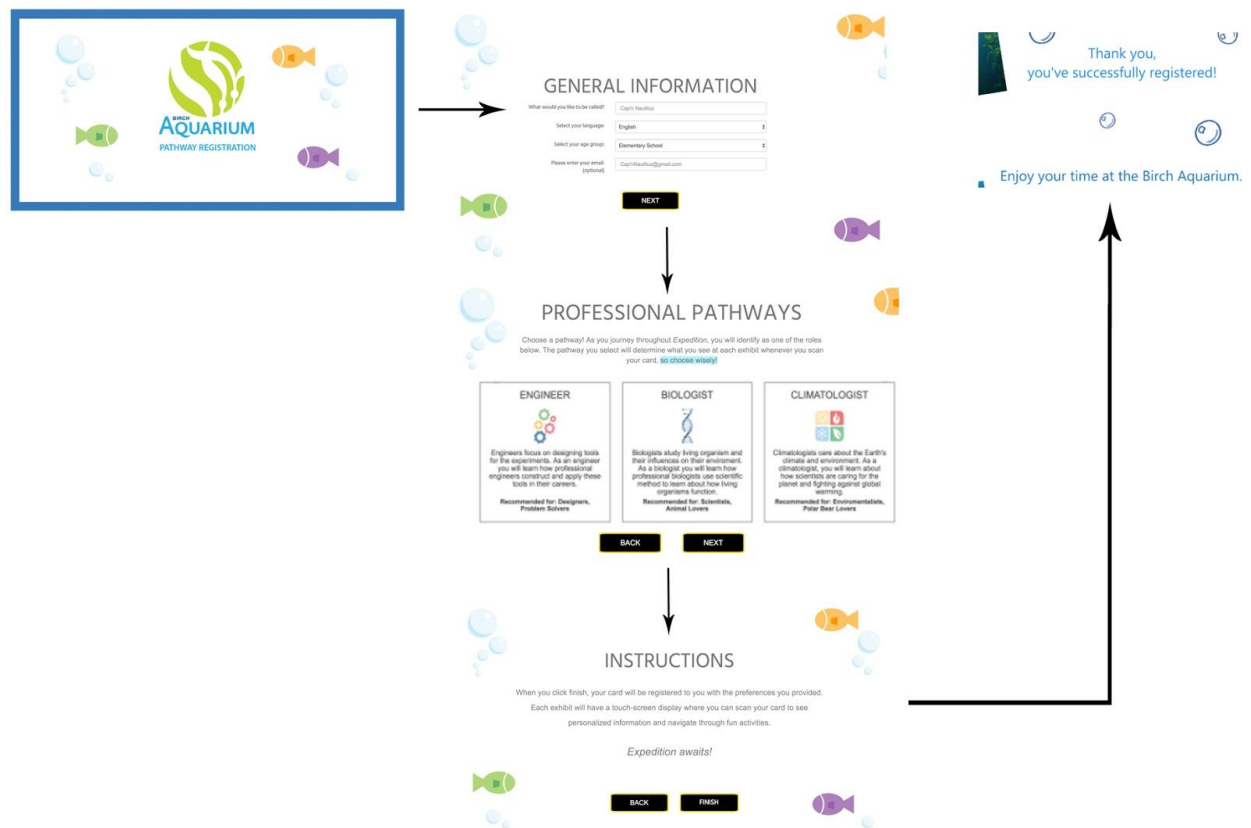 BIRCH
AQUARIUM
PATHWAY REGISTRATION
GENERAL INFORMATION
What would you like to be called?
Cap'n Nautilus
Select your language:
English
Select your age group:
Elementary School
Please enter your email:
(optional)
Cap'nNautilus@gmail.com
NEXT
PROFESSIONAL PATHWAYS
Choose a pathway! As you journey throughout Expedition, you will identify as one of the roles
below. The pathway you select will determine what you see at each exhibit whenever you scan
your card, so choose wisely!
ENGINEER
Engineers focus on designing tools
for the experiments. As an engineer
you will learn how professional
engineers construct and apply these
tools in their careers.
Recommended for: Designers,
Problem Solvers
BIOLOGIST
Biologists study living organism and
their influences on their enviroment.
As a biologist you will learn how
professional biologists use scientific
method to learn about how living
organisms function.
Recommended for: Scientists,
Animal Lovers
CLIMATOLOGIST
Climatologists care about the Earth's
climate and environment. As a
climatologist, you will learn about
how scientists are caring for the
planet and fighting against global
warming.
Recommended for: Enviromentalists,
Polar Bear Lovers
BACK
NEXT
INSTRUCTIONS
When you click finish, your card will be registered to you with the preferences you provided.
Each exhibit will have a touch-screen display where you can scan your card to see
personalized information and navigate through fun activities.
Expedition awaits!
BACK
FINISH
Thank you,
you've successfully registered!
Enjoy your time at the Birch Aquarium.